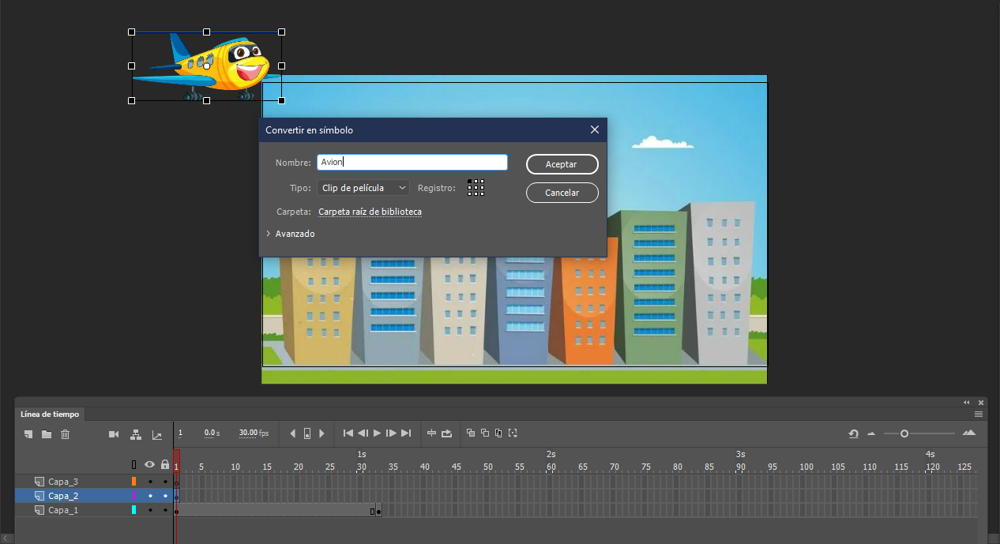 Convertir en símbolo
Nombre: Avion Aceptar
Tipo: Clip de película Registro: Cancelar
Carpeta: Carpeta raíz de biblioteca
Avanzado
Línea de tiempo
1 0.0 s 30.00 fps
1s 2s 3s 4s
1 5 10 15 20 25 30 35 40 45 50 55 60 65 70 75 80 85 90 95 100 105 110 115 120 125
Capa_3
Capa_2
Capa_1